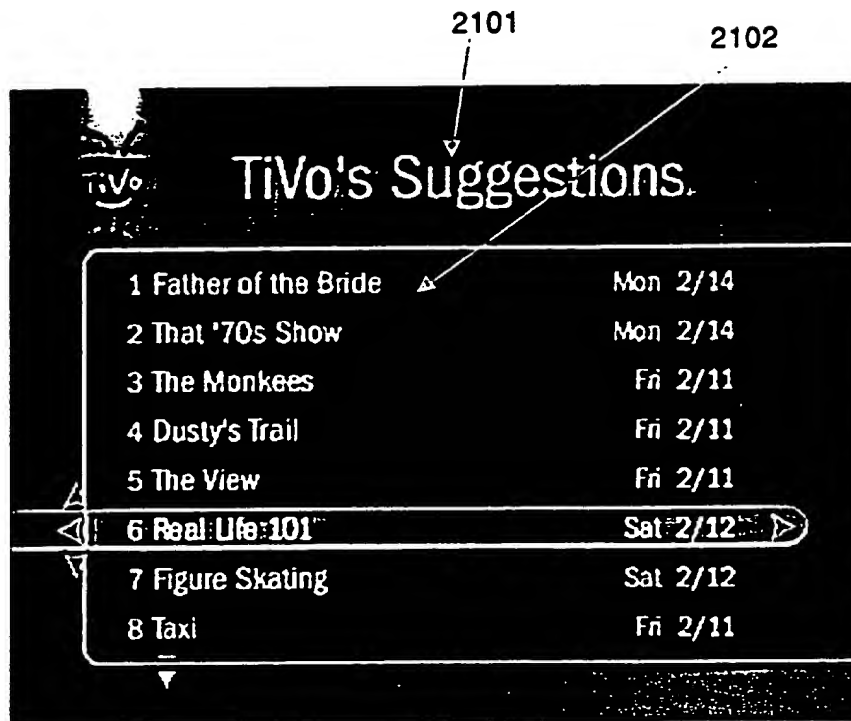 2101
2102
TiVo
TiVo's Suggestions
1 Father of the Bride Mon 2/14
2 That '70s Show Mon 2/14
3 The Monkees Fri 2/11
4 Dusty's Trail Fri 2/11
5 The View Fri 2/11
6 Real Life 101 Sat 2/12
7 Figure Skating Sat 2/12
8 Taxi Fri 2/11